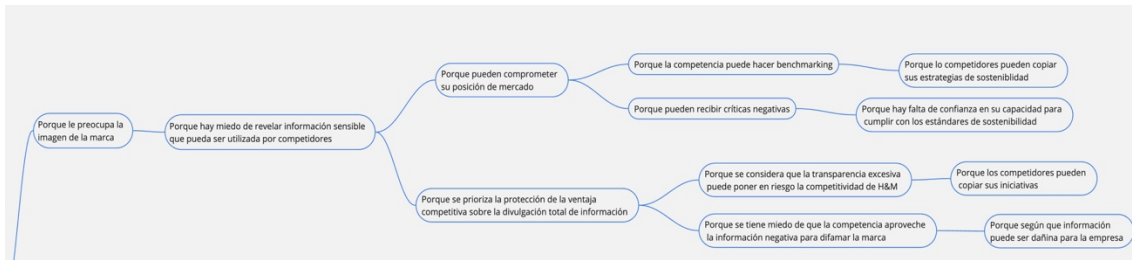 Porque le preocupa la
imagen de la marca
Porque hay miedo de revelar información sensible
que pueda ser utilizada por competidores
Porque pueden comprometer
su posición de mercado
Porque la competencia puede hacer benchmarking
Porque lo competidores pueden copiar
sus estrategias de sosteniblidad
Porque pueden recibir críticas negativas
Porque hay falta de confianza en su capacidad para
cumplir con los estándares de sostenibilidad
Porque se prioriza la protección de la ventaja
competitiva sobre la divulgación total de información
Porque se considera que la transparencia excesiva
puede poner en riesgo la competitividad de H&M
Porque los competidores pueden
copiar sus iniciativas
Porque se tiene miedo de que la competencia aproveche
la información negativa para difamar la marca
Porque según que información
puede ser dañina para la empresa